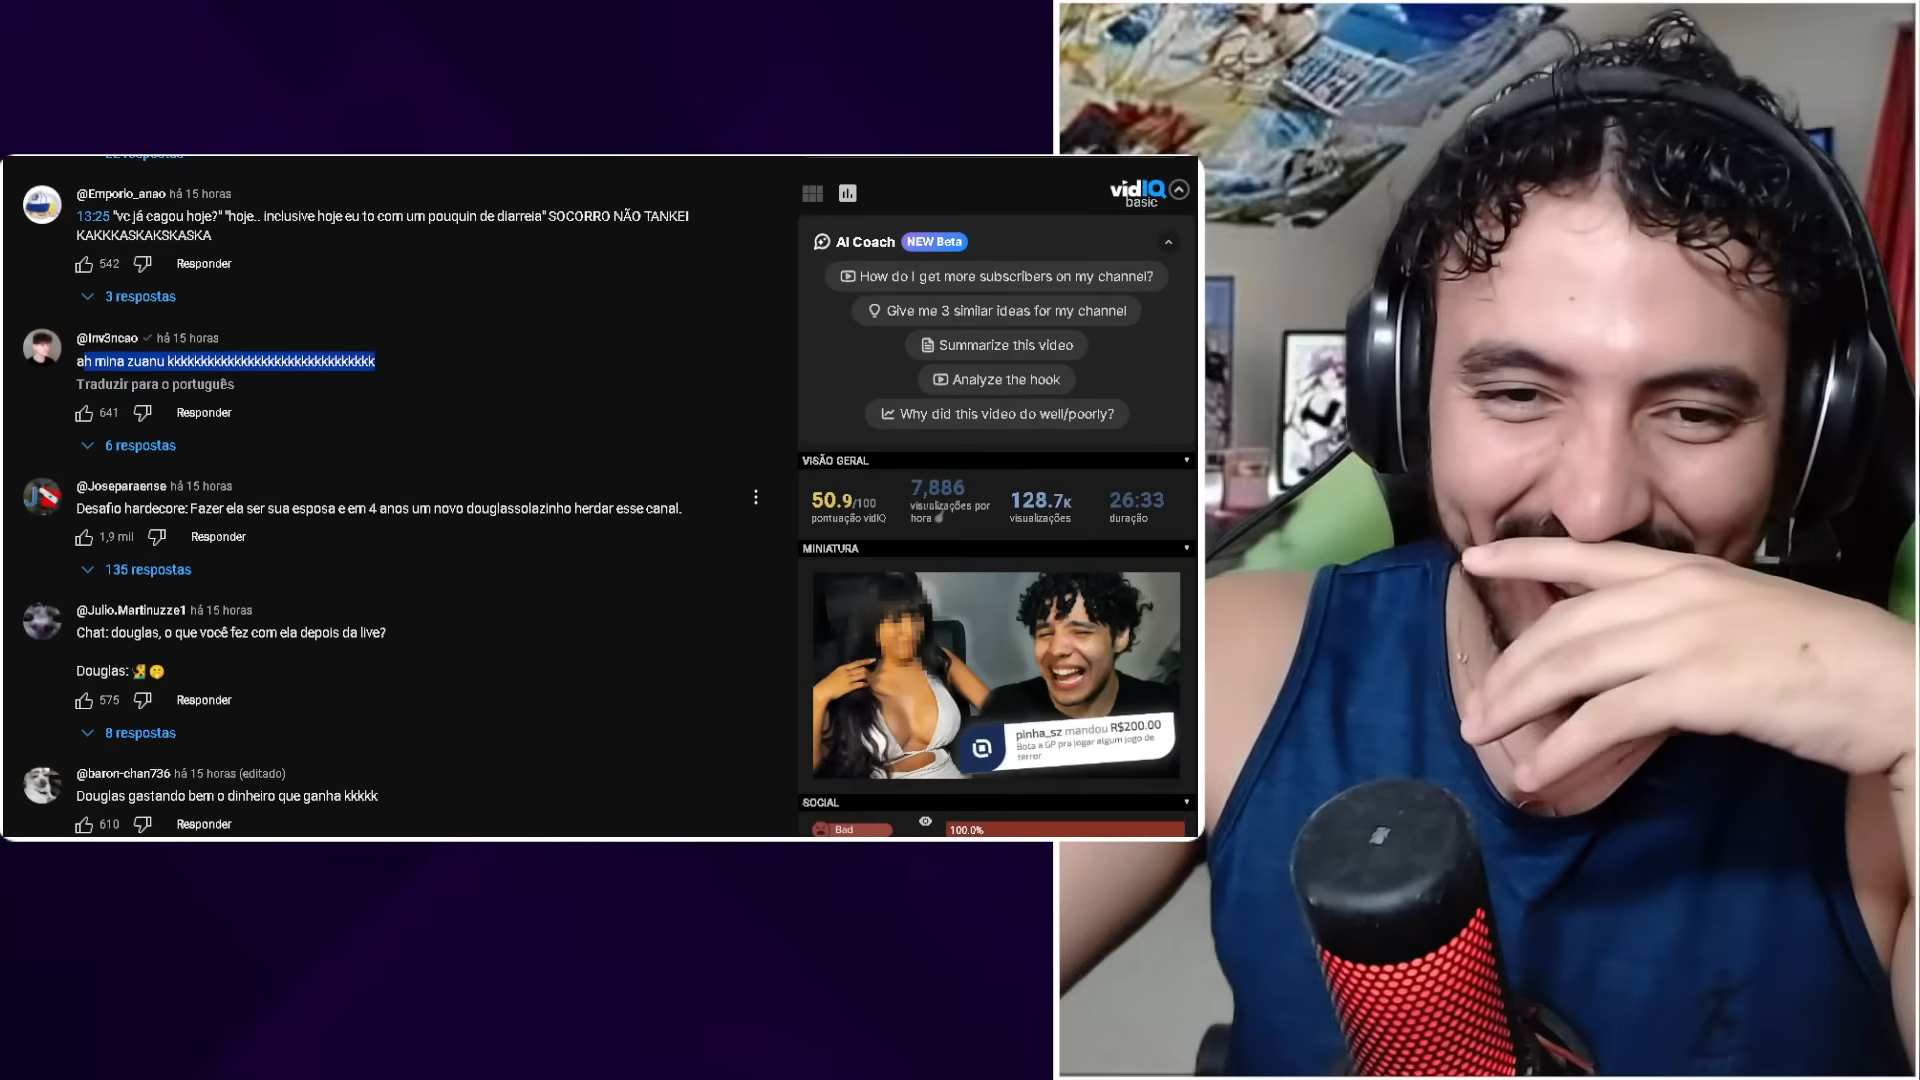 22 respostas
@Emporio_anao há 15 horas
13:25 "vc já cagou hoje?" "hoje.. inclusive hoje eu to com um pouquin de diarreia" SOCORRO NÃO TANKEI
KAKKKASKAKSKASKA
542 Responder
3 respostas
@Inv3ncao há 15 horas
ah mina zuanu kkkkkkkkkkkkkkkkkkkkkkkkkkkkkkk
Traduzir para o português
641 Responder
6 respostas
@Joseparaense há 15 horas
Desafio hardcore: Fazer ela ser sua esposa e em 4 anos um novo douglassolazinho herdar esse canal.
1,9 mil Responder
135 respostas
@Julio.Martinuzze1 há 15 horas
Chat: douglas, o que você fez com ela depois da live?
Douglas:
575 Responder
8 respostas
@baron-chan736 há 15 horas (editado)
Douglas gastando bem o dinheiro que ganha kkkkk
610 Responder
vidIQ
basic
AI Coach NEW Beta
How do I get more subscribers on my channel?
Give me 3 similar ideas for my channel
Summarize this video
Analyze the hook
Why did this video do well/poorly?
VISÃO GERAL
50.9/100
pontuação vidIQ
7,886
visualizações por
hora
128.7K
visualizações
26:33
duração
MINIATURA
pinha_sz mandou R$200.00
Bota a GP pra jogar algum jogo de
terror
SOCIAL
Bad
100.0%